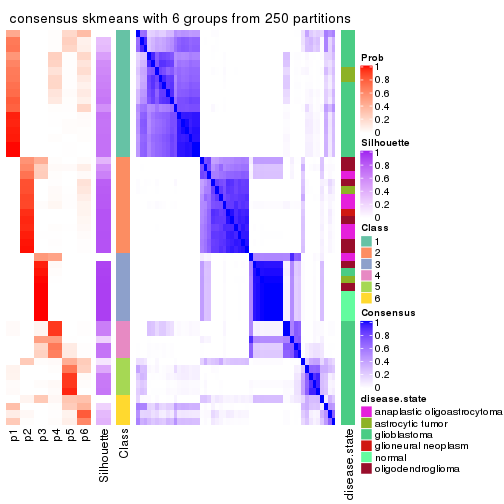 consensus skmeans with 6 groups from 250 partitions
Prob
1
0.8
0.6
0.4
0.2
0
Silhouette
1
0.8
0.6
0.4
0.2
0
Class
1
2
3
4
5
6
Consensus
1
0.8
0.6
0.4
0.2
0
disease.state
anaplastic oligoastrocytoma
astrocytic tumor
glioblastoma
glioneural neoplasm
normal
oligodendroglioma
p1
p2
p3
p4
p5
p6
Silhouette
Class
disease.state